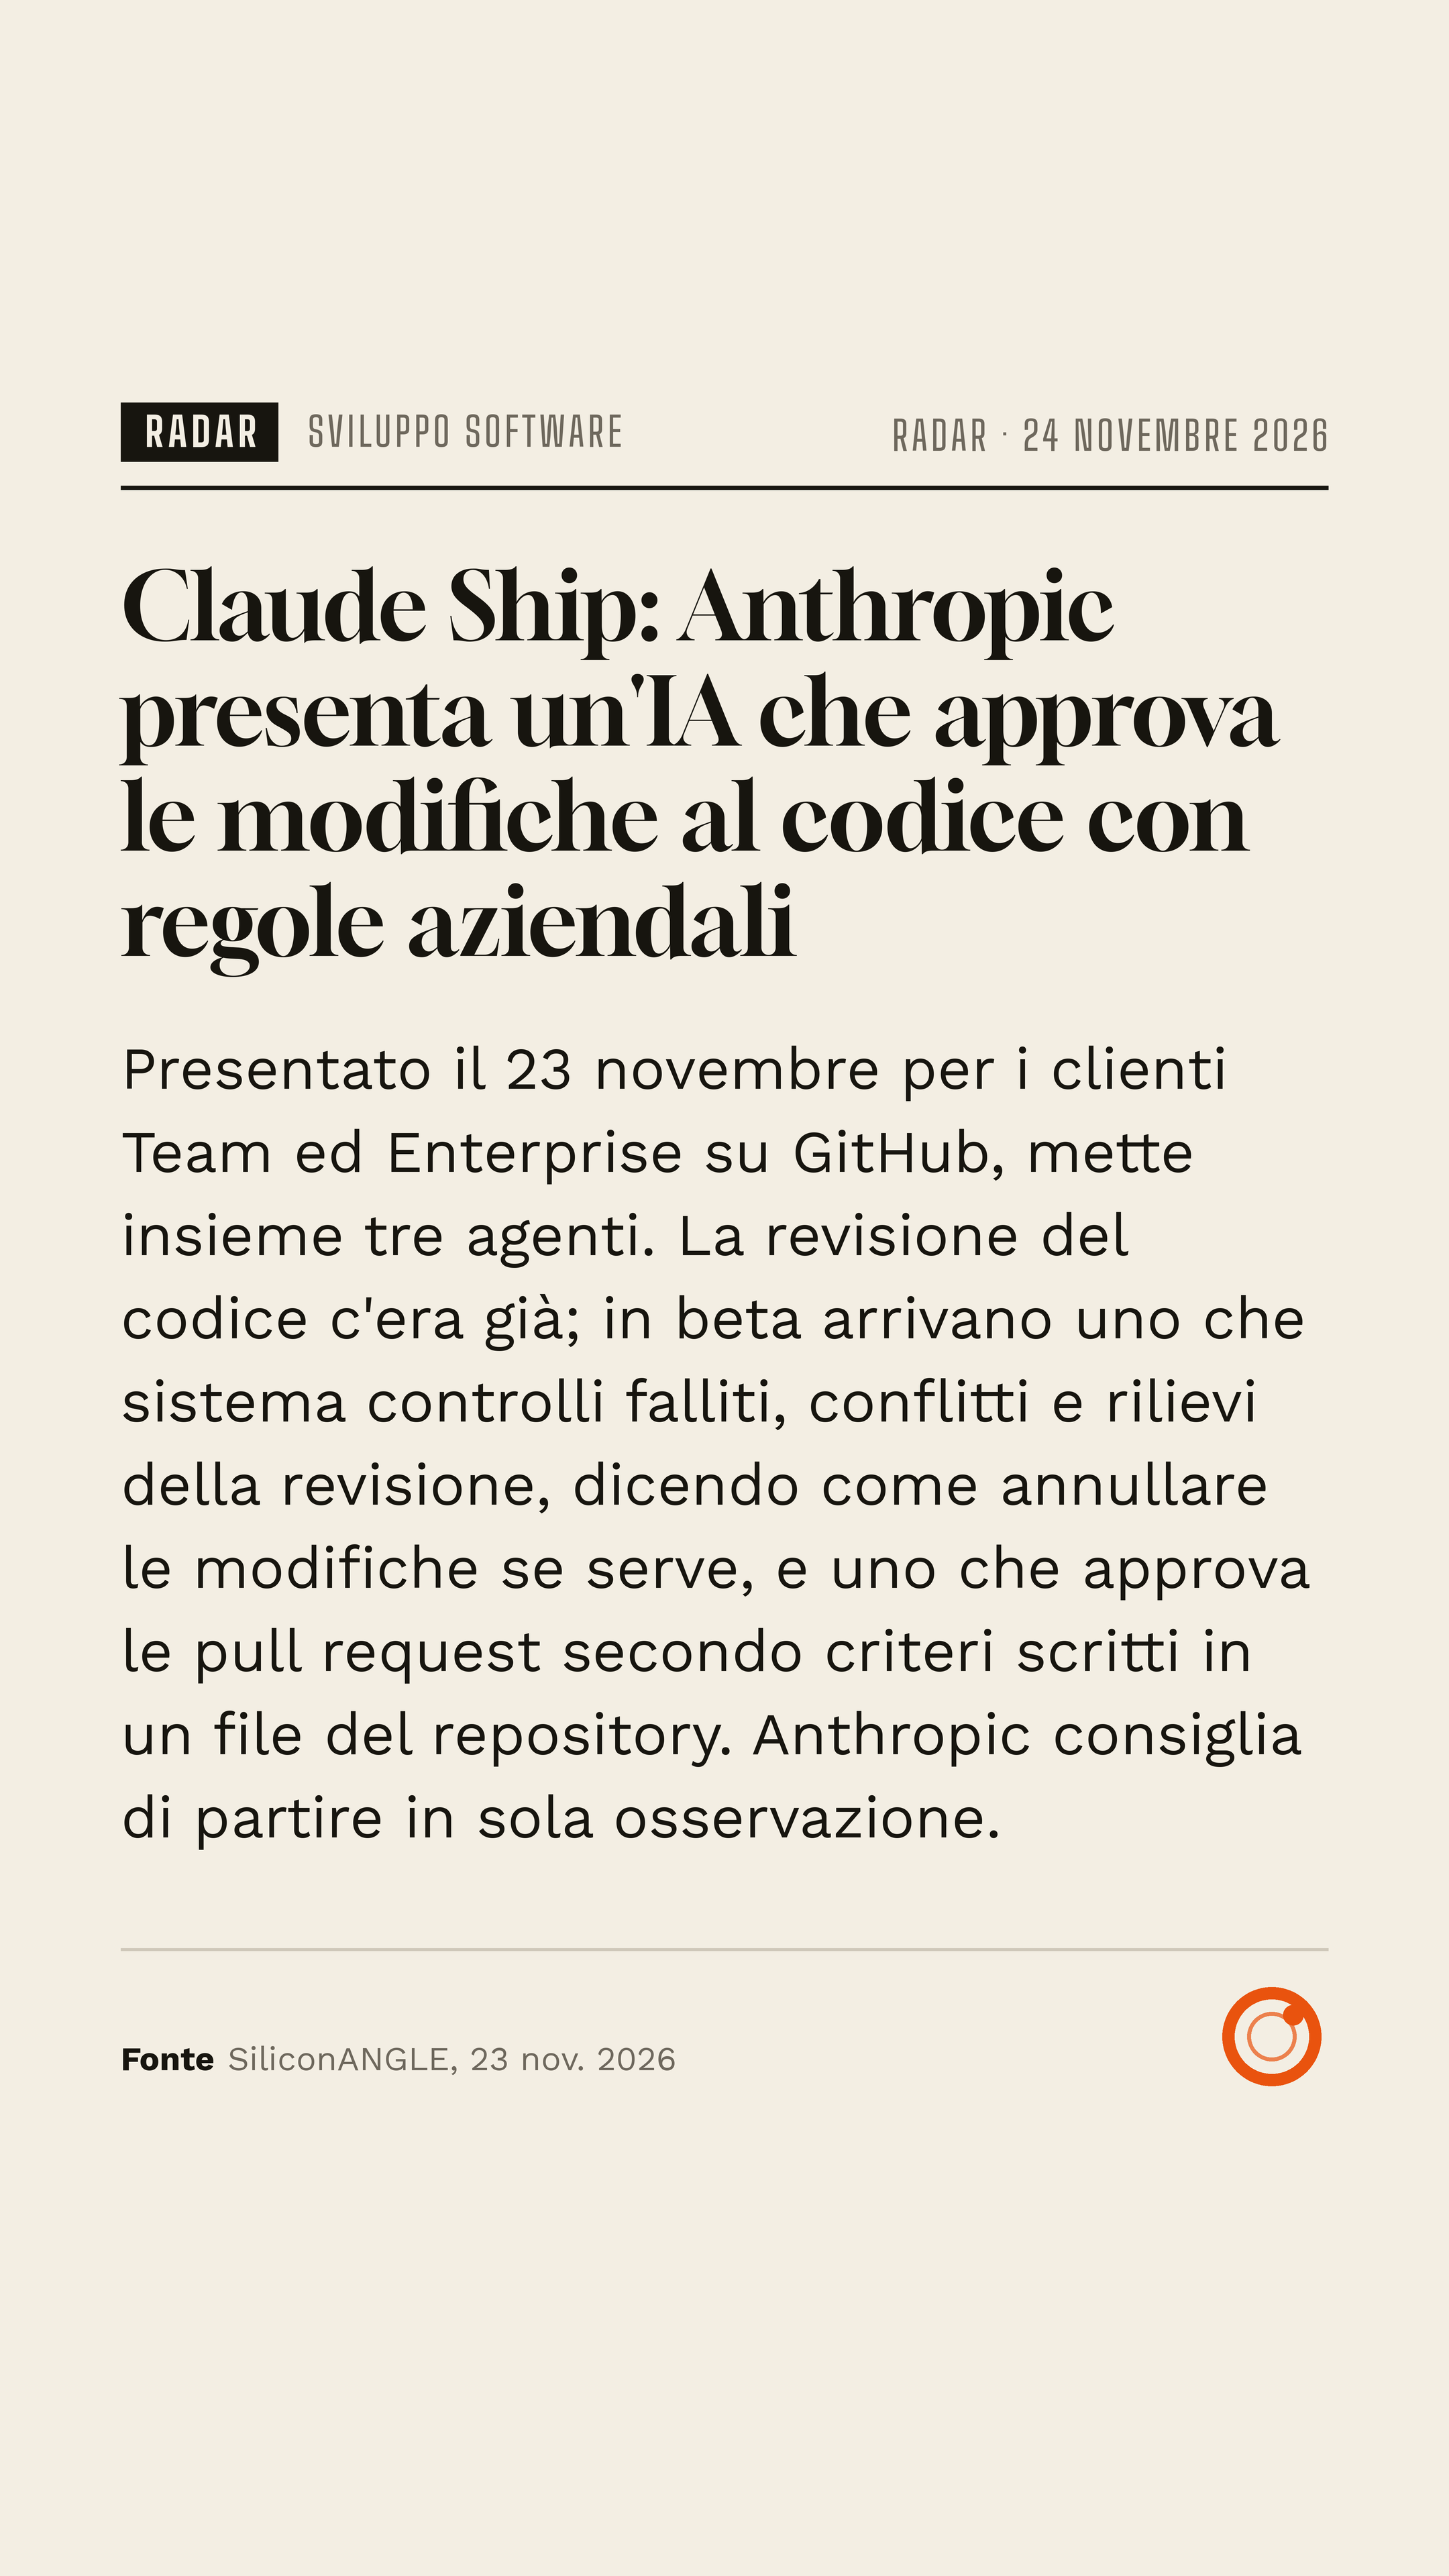 RADAR SVILUPPO SOFTWARE RADAR · 24 NOVEMBRE 2026
Claude Ship: Anthropic
presenta un'IA che approva
le modifiche al codice con
regole aziendali
Presentato il 23 novembre per i clienti
Team ed Enterprise su GitHub, mette
insieme tre agenti. La revisione del
codice c'era già; in beta arrivano uno che
sistema controlli falliti, conflitti e rilievi
della revisione, dicendo come annullare
le modifiche se serve, e uno che approva
le pull request secondo criteri scritti in
un file del repository. Anthropic consiglia
di partire in sola osservazione.
Fonte SiliconANGLE, 23 nov. 2026